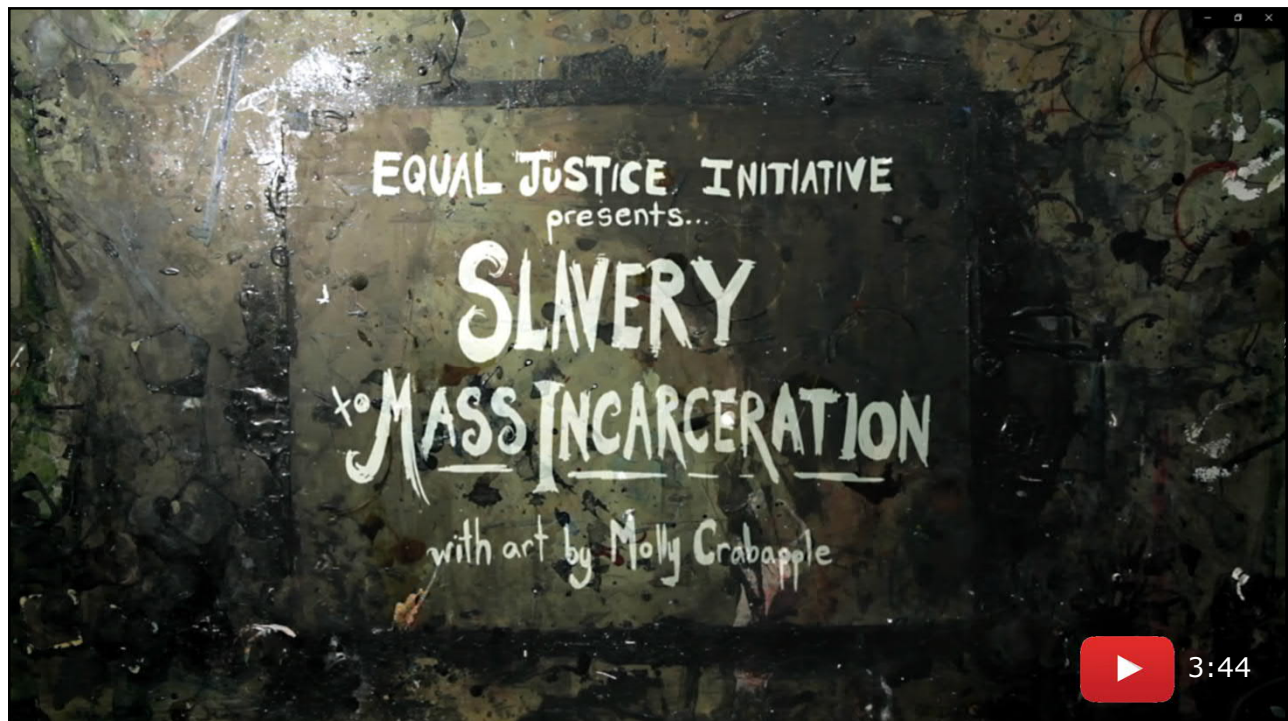 EQUAL JUSTICE INITIATIVE
presents...
SLAVERY
to MASS INCARCERATION
with art by Molly Crabapple
3:44